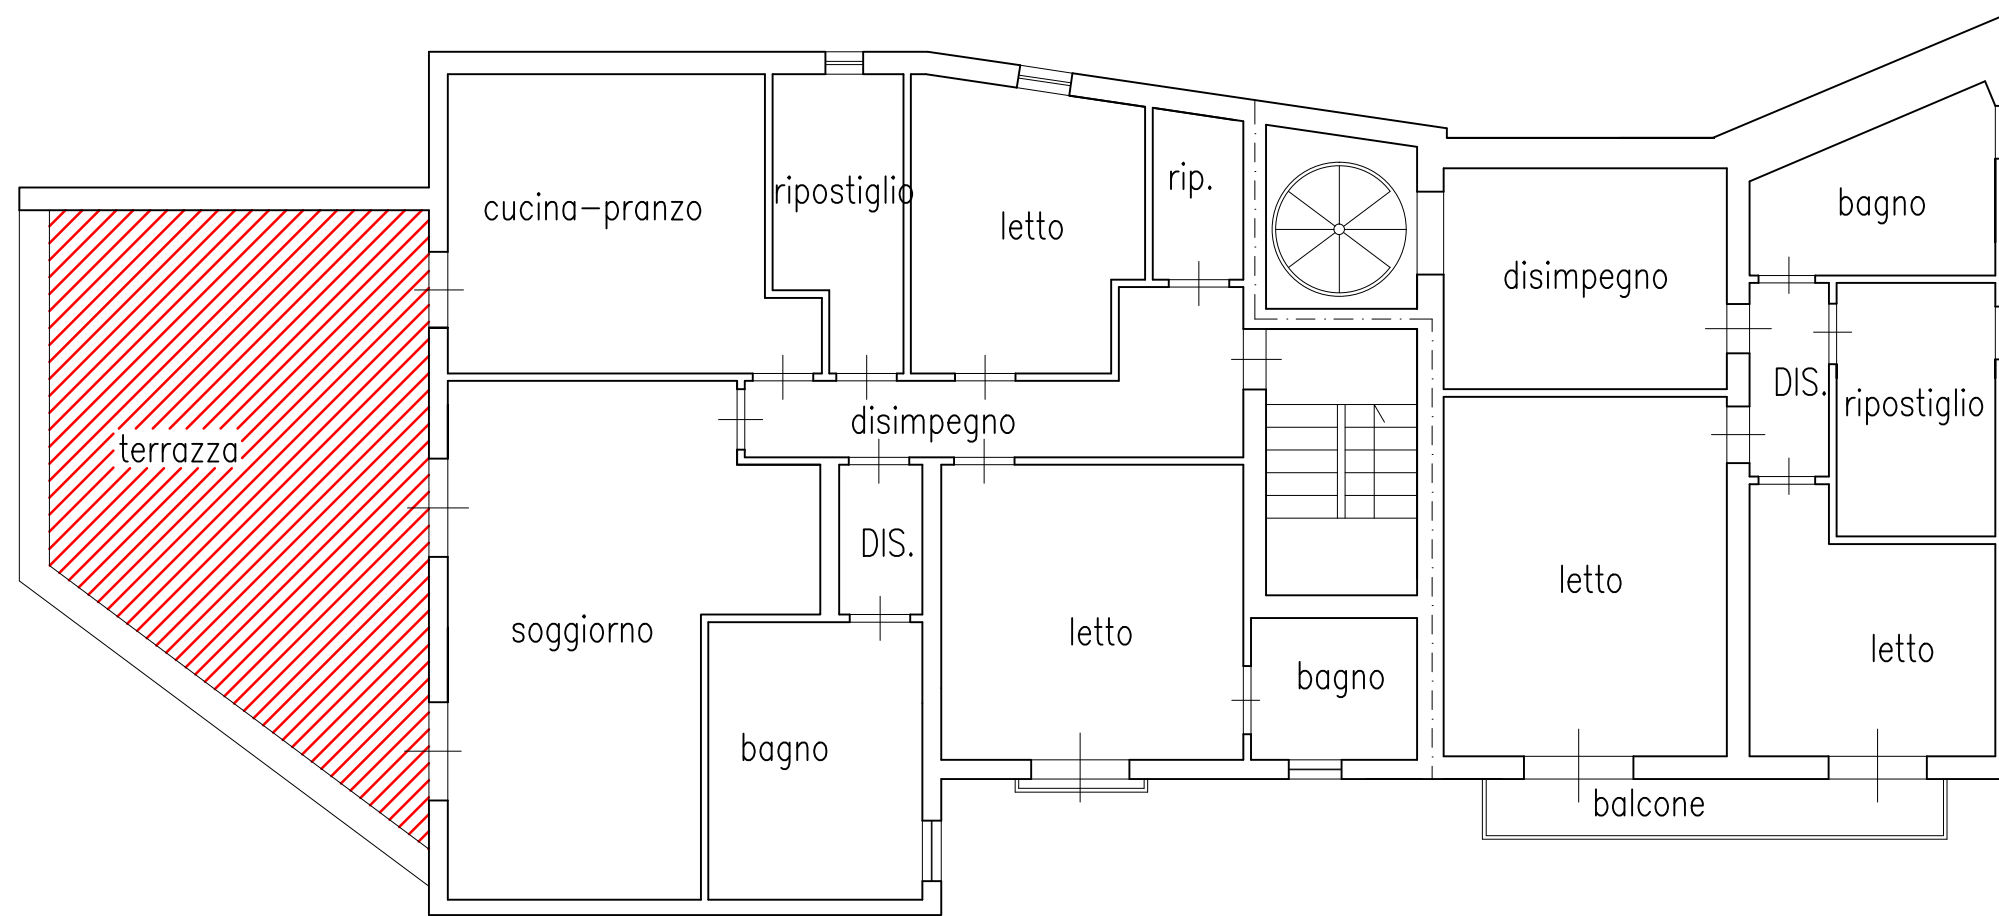 cucina-pranzo
ripostiglio
letto
rip.
bagno
disimpegno
DIS.
ripostiglio
terrazza
disimpegno
DIS.
soggiorno
letto
letto
letto
bagno
bagno
balcone